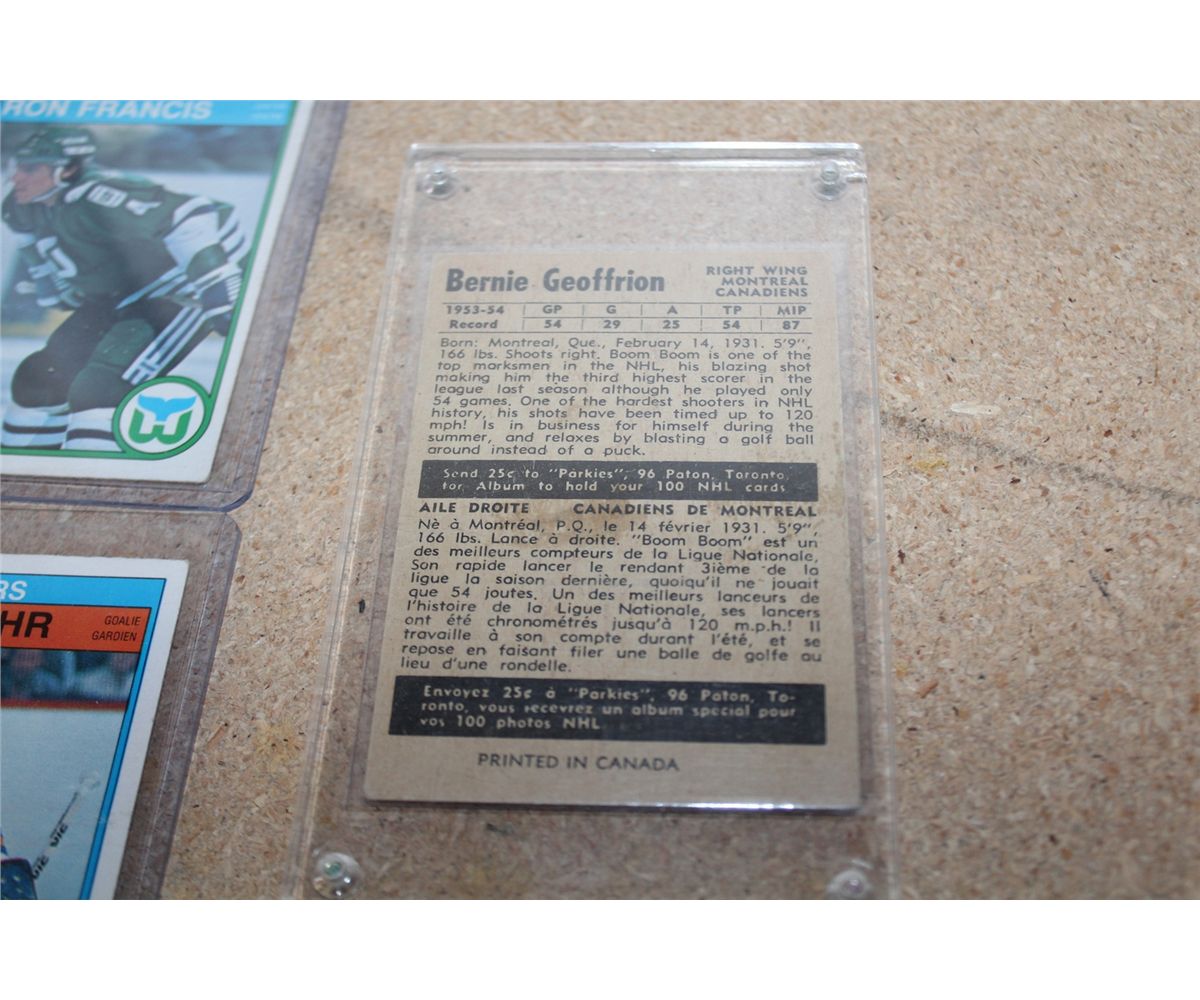 RON FRANCIS
RS
HR
GOALIE
GARDIEN
Bernie Geoffrion
RIGHT WING
MONTREAL
CANADIENS
1953-54 GP G A TP MIP
Record 54 29 25 54 87
Born: Montreal, Que., February 14, 1931. 5'9",
166 lbs. Shoots right. Boom Boom is one of the
top marksmen in the NHL, his blazing shot
making him the third highest scorer in the
league last season although he played only
54 games. One of the hardest shooters in NHL
history, his shots have been timed up to 120
mph! Is in business for himself during the
summer, and relaxes by blasting a golf ball
around instead of a puck.
Send 25c to "Parkies", 96 Paton, Toronto,
for Album to hold your 100 NHL cards
AILE DROITE CANADIENS DE MONTREAL
Nè à Montréal, P.Q., le 14 février 1931. 5'9",
166 lbs. Lance à droite. "Boom Boom" est un
des meilleurs compteurs de la Ligue Nationale,
Son rapide lancer le rendant 3ième de la
ligue la saison dernière, quoiqu'il ne jouait
que 54 joutes. Un des meilleurs lanceurs de
l'histoire de la Ligue Nationale, ses lancers
ont été chronométrés jusqu'à 120 m.p.h.! Il
travaille à son compte durant l'été, et se
repose en faisant filer une balle de golfe au
lieu d'une rondelle.
Envoyez 25c à "Parkies", 96 Paton, To-
ronto, vous recevrez un album special pour
vos 100 photos NHL
PRINTED IN CANADA